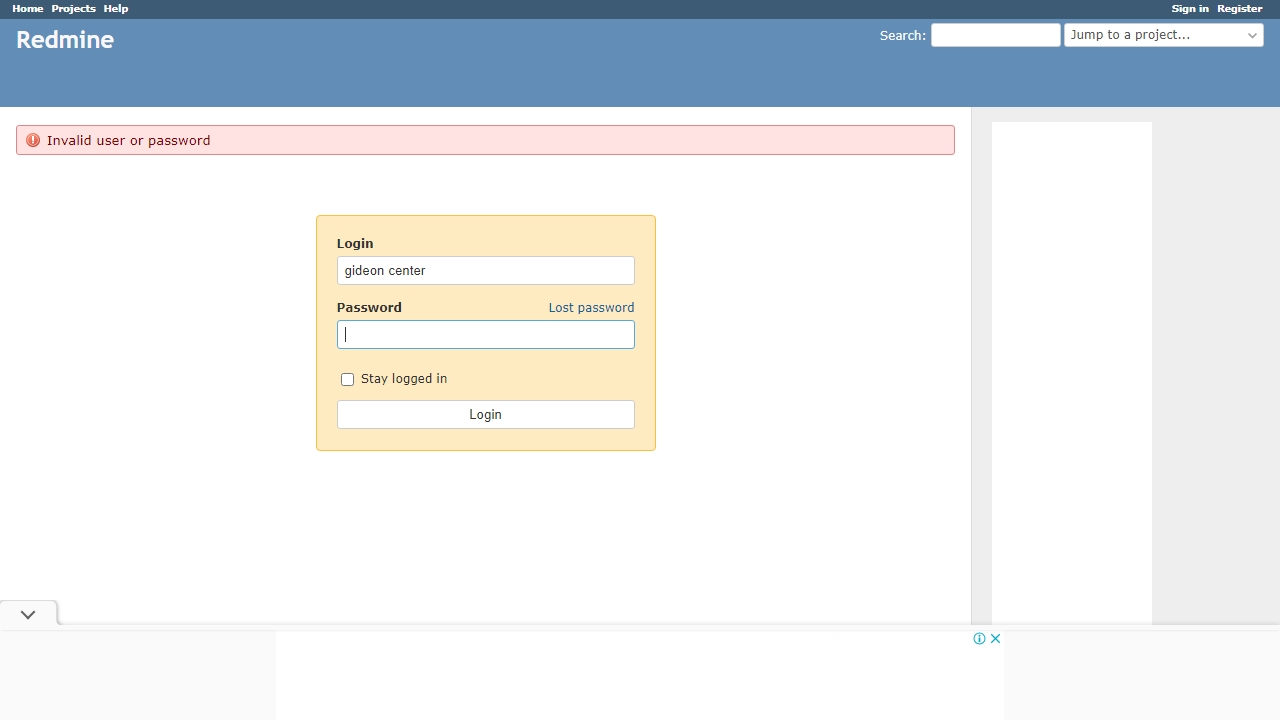 Home Projects Help Sign in Register
Redmine
Search: Jump to a project...
Invalid user or password
Login
gideon center
Password Lost password
Stay logged in
Login